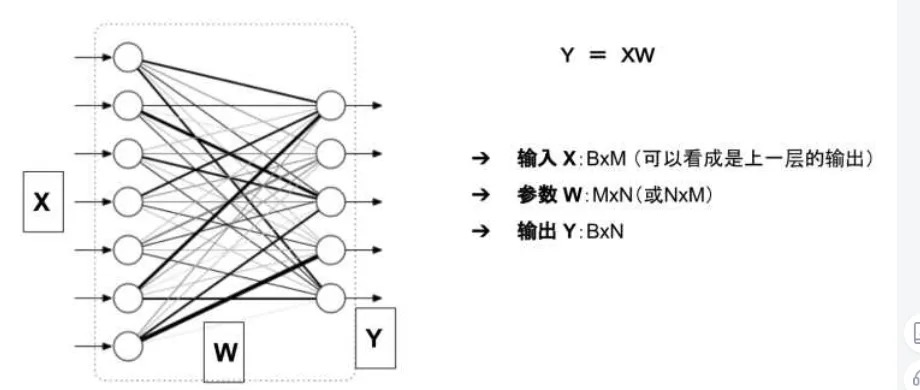 Y = XW
→ 输入 X:BxM (可以看成是上一层的输出)
→ 参数 W:MxN(或NxM)
→ 输出 Y:BxN
X
W
Y